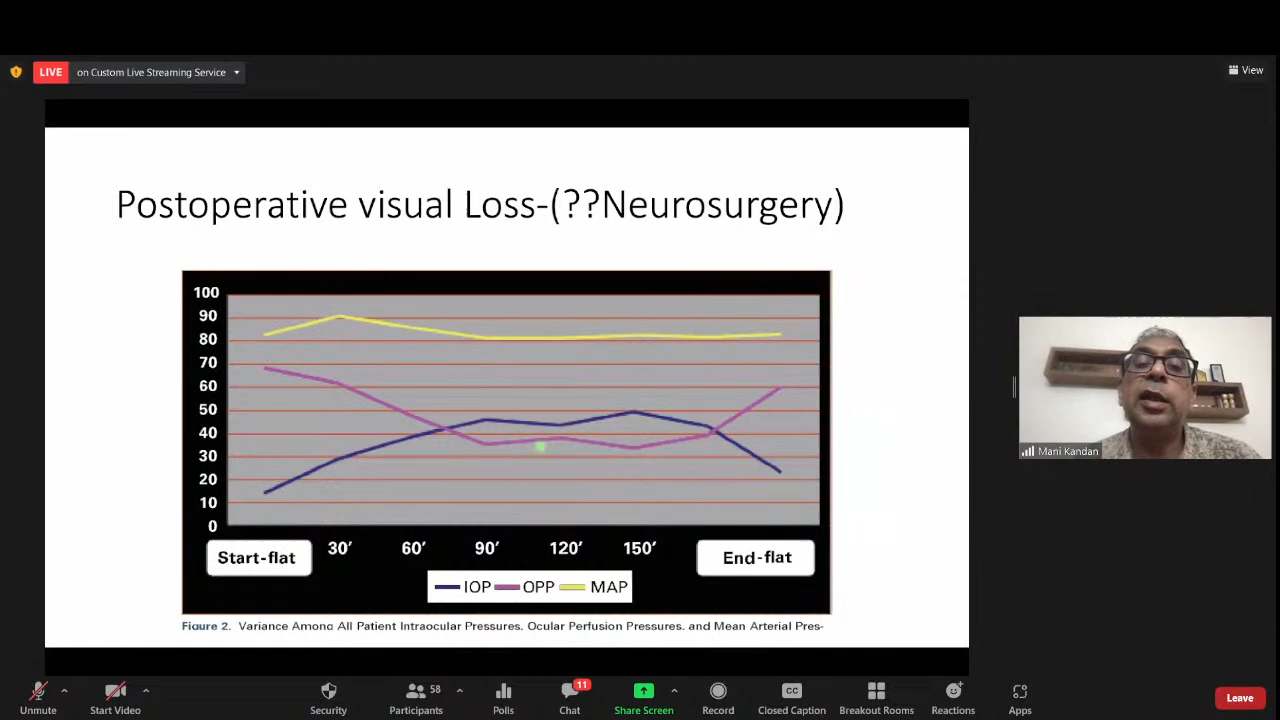 LIVE on Custom Live Streaming Service
View
Postoperative visual Loss-(??Neurosurgery)
100
90
80
70
60
50
40
30
20
10
0
Start-flat 30′ 60′ 90′ 120′ 150′ End-flat
IOP OPP MAP
Figure 2. Variance Among All Patient Intraocular Pressures, Ocular Perfusion Pressures, and Mean Arterial Pres-
Mani Kandan
58 11 CC
Unmute Start Video Security Participants Polls Chat Share Screen Record Closed Caption Breakout Rooms Reactions Apps Leave